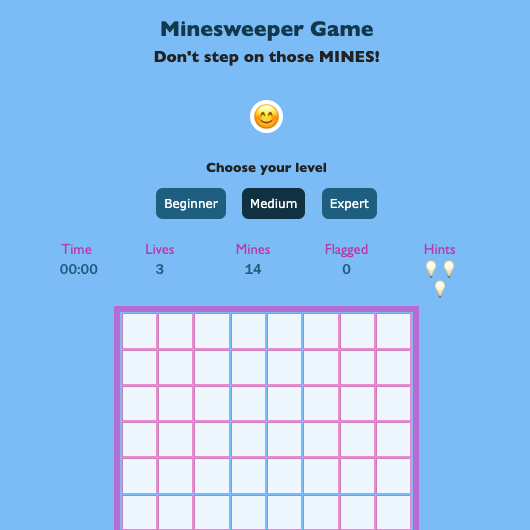 Minesweeper Game
Don't step on those MINES!
Choose your level
Beginner Medium Expert
Time Lives Mines Flagged Hints
00:00 3 14 0